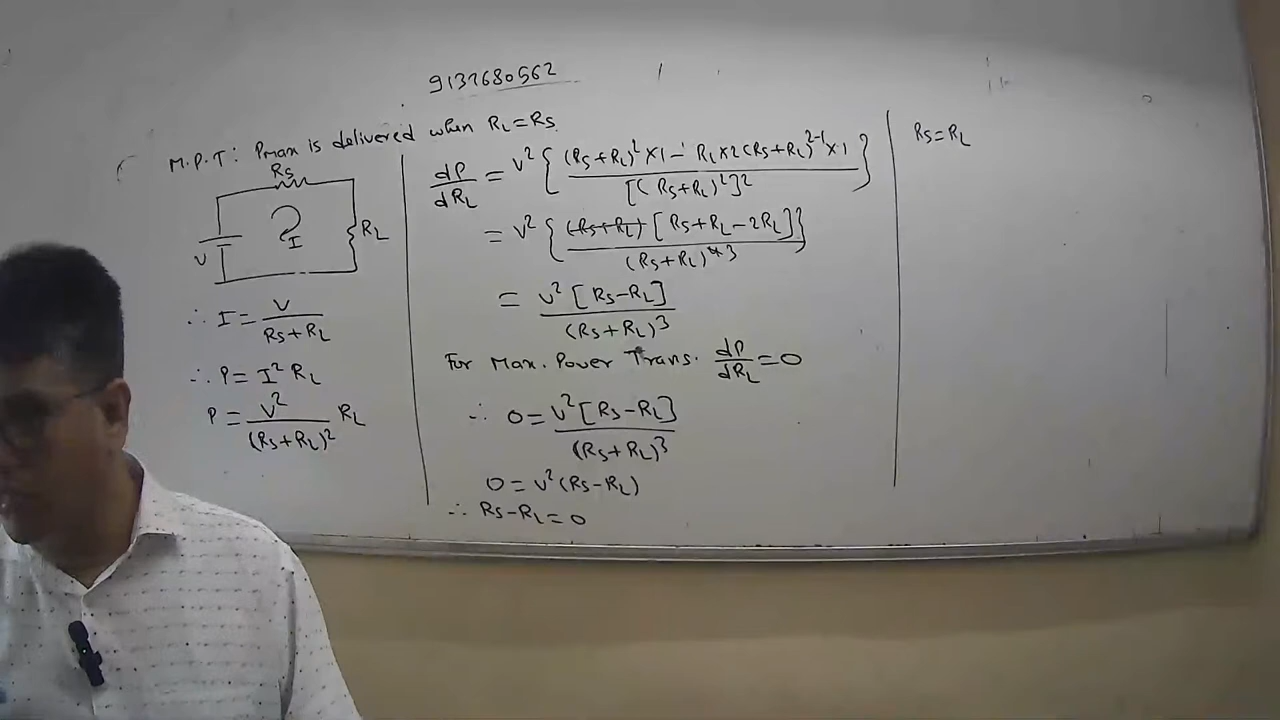 9137680562
M.P.T: Pmax is delivered when RL=RS.
RS
RL
I
V
∴ I = V / (RS+RL)
∴ P = I² RL
P = V² / (RS+RL)² RL
dP/dRL = V² { (RS+RL)² ×1 - RL×2(RS+RL)²⁻¹ ×1 / [(RS+RL)²]² }
= V² { (RS+RL) [RS+RL-2RL] / (RS+RL)⁴ ³ }
= V² [RS-RL] / (RS+RL)³
For Max. Power Trans. dP/dRL = 0
∴ 0 = V² [RS-RL] / (RS+RL)³
0 = V² (RS-RL)
∴ RS-RL = 0
RS=RL